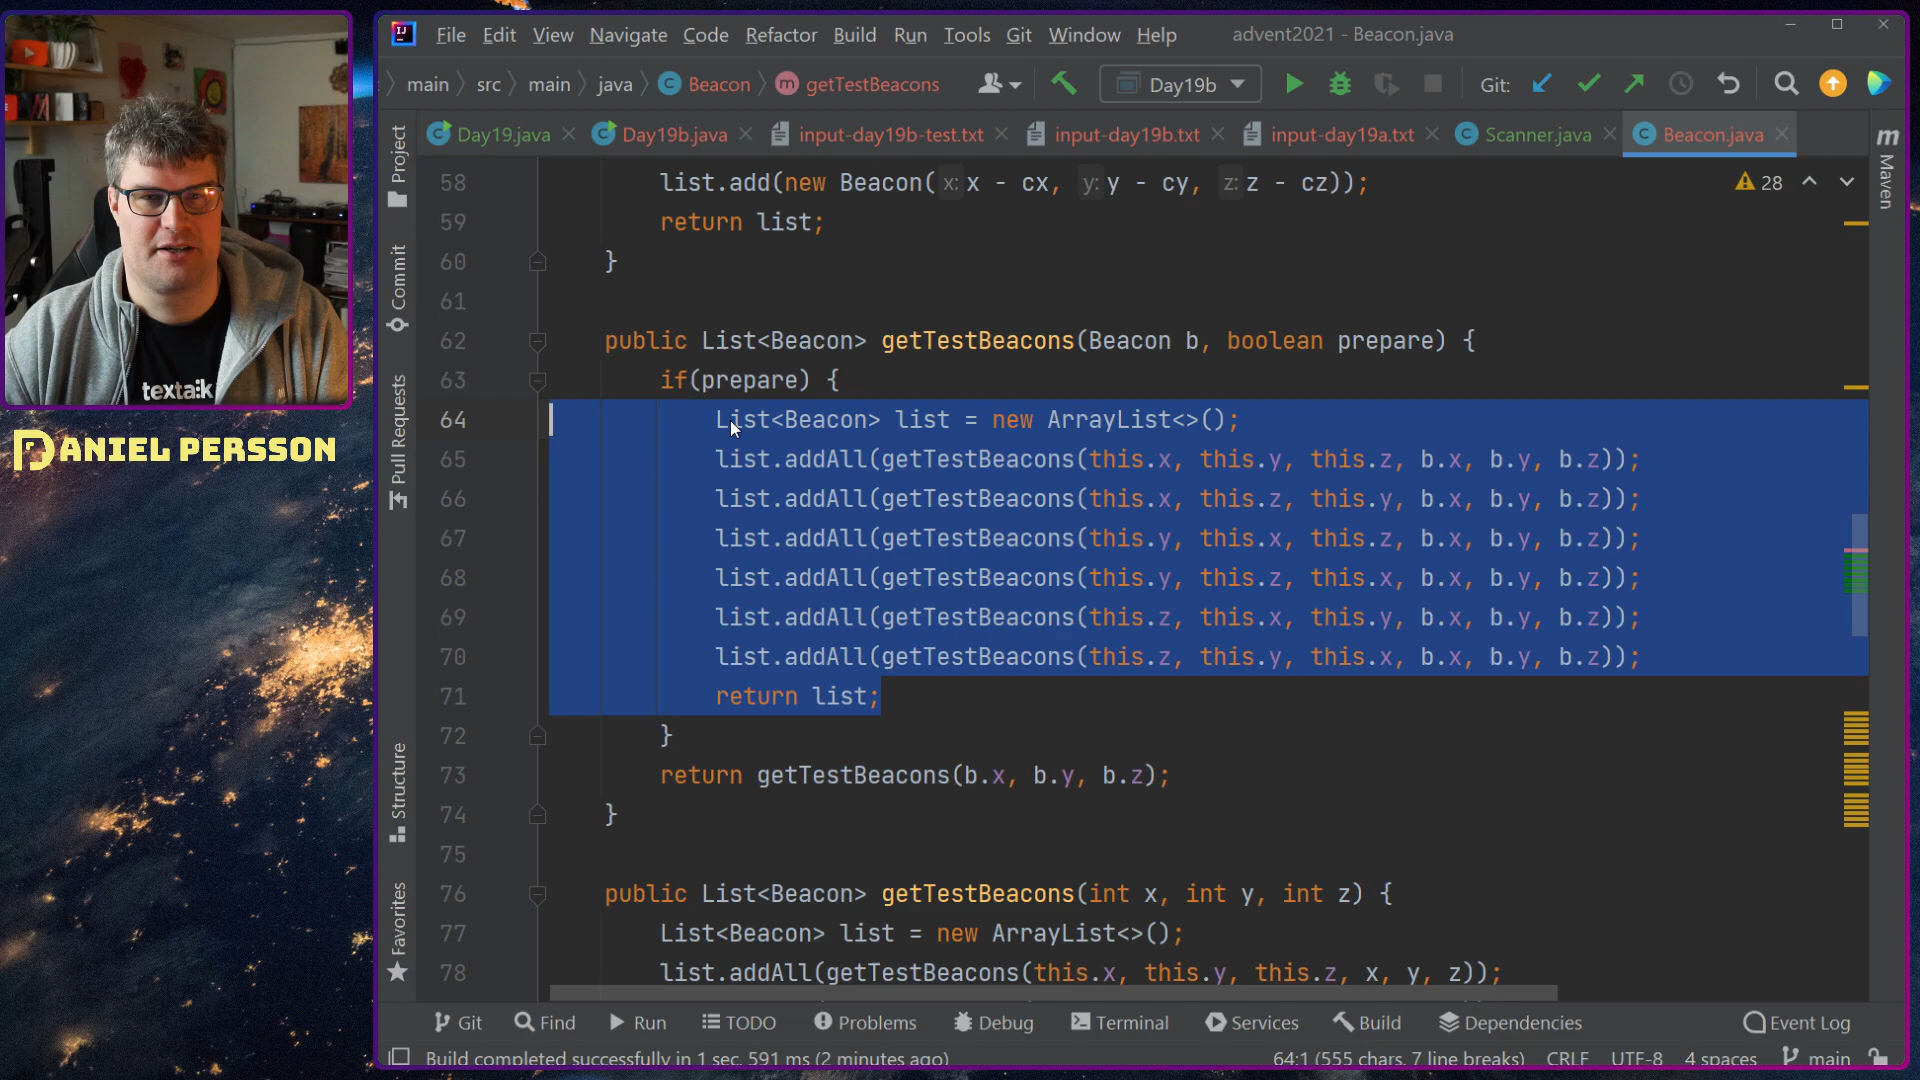 File Edit View Navigate Code Refactor Build Run Tools Git Window Help advent2021 - Beacon.java
main src main java Beacon getTestBeacons Day19b Git:
Day19.java Day19b.java input-day19b-test.txt input-day19b.txt input-day19a.txt Scanner.java Beacon.java
Project
Commit
Pull Requests
Structure
Favorites
Maven
28
58 list.add(new Beacon( x: x - cx, y: y - cy, z: z - cz));
59 return list;
60 }
61
62 public List<Beacon> getTestBeacons(Beacon b, boolean prepare) {
63 if(prepare) {
64 List<Beacon> list = new ArrayList<>();
65 list.addAll(getTestBeacons(this.x, this.y, this.z, b.x, b.y, b.z));
66 list.addAll(getTestBeacons(this.x, this.z, this.y, b.x, b.y, b.z));
67 list.addAll(getTestBeacons(this.y, this.x, this.z, b.x, b.y, b.z));
68 list.addAll(getTestBeacons(this.y, this.z, this.x, b.x, b.y, b.z));
69 list.addAll(getTestBeacons(this.z, this.x, this.y, b.x, b.y, b.z));
70 list.addAll(getTestBeacons(this.z, this.y, this.x, b.x, b.y, b.z));
71 return list;
72 }
73 return getTestBeacons(b.x, b.y, b.z);
74 }
75
76 public List<Beacon> getTestBeacons(int x, int y, int z) {
77 List<Beacon> list = new ArrayList<>();
78 list.addAll(getTestBeacons(this.x, this.y, this.z, x, y, z));
Git Find Run TODO Problems Debug Terminal Services Build Dependencies Event Log
Build completed successfully in 1 sec, 591 ms (2 minutes ago) 64:1 (555 chars, 7 line breaks) CRLF UTF-8 4 spaces main
textalk
DANIEL PERSSON